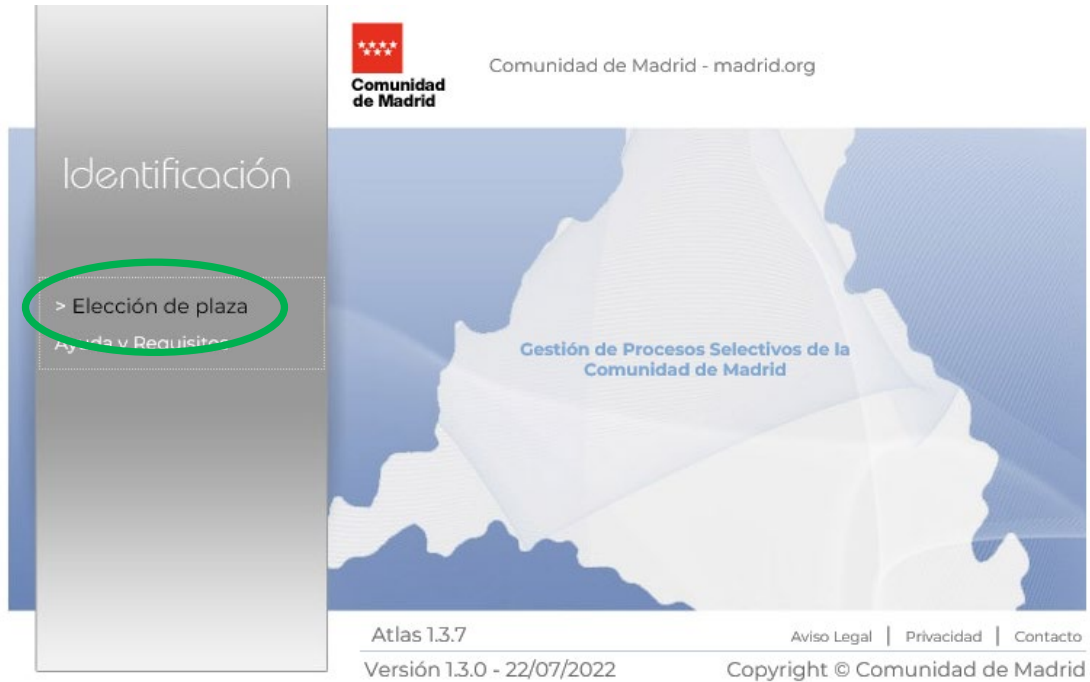 Comunidad
de Madrid
Comunidad de Madrid - madrid.org
Identificación
> Elección de plaza
Ayuda y Requisitos
Gestión de Procesos Selectivos de la
Comunidad de Madrid
Atlas 1.3.7
Aviso Legal | Privacidad | Contacto
Versión 1.3.0 - 22/07/2022
Copyright © Comunidad de Madrid